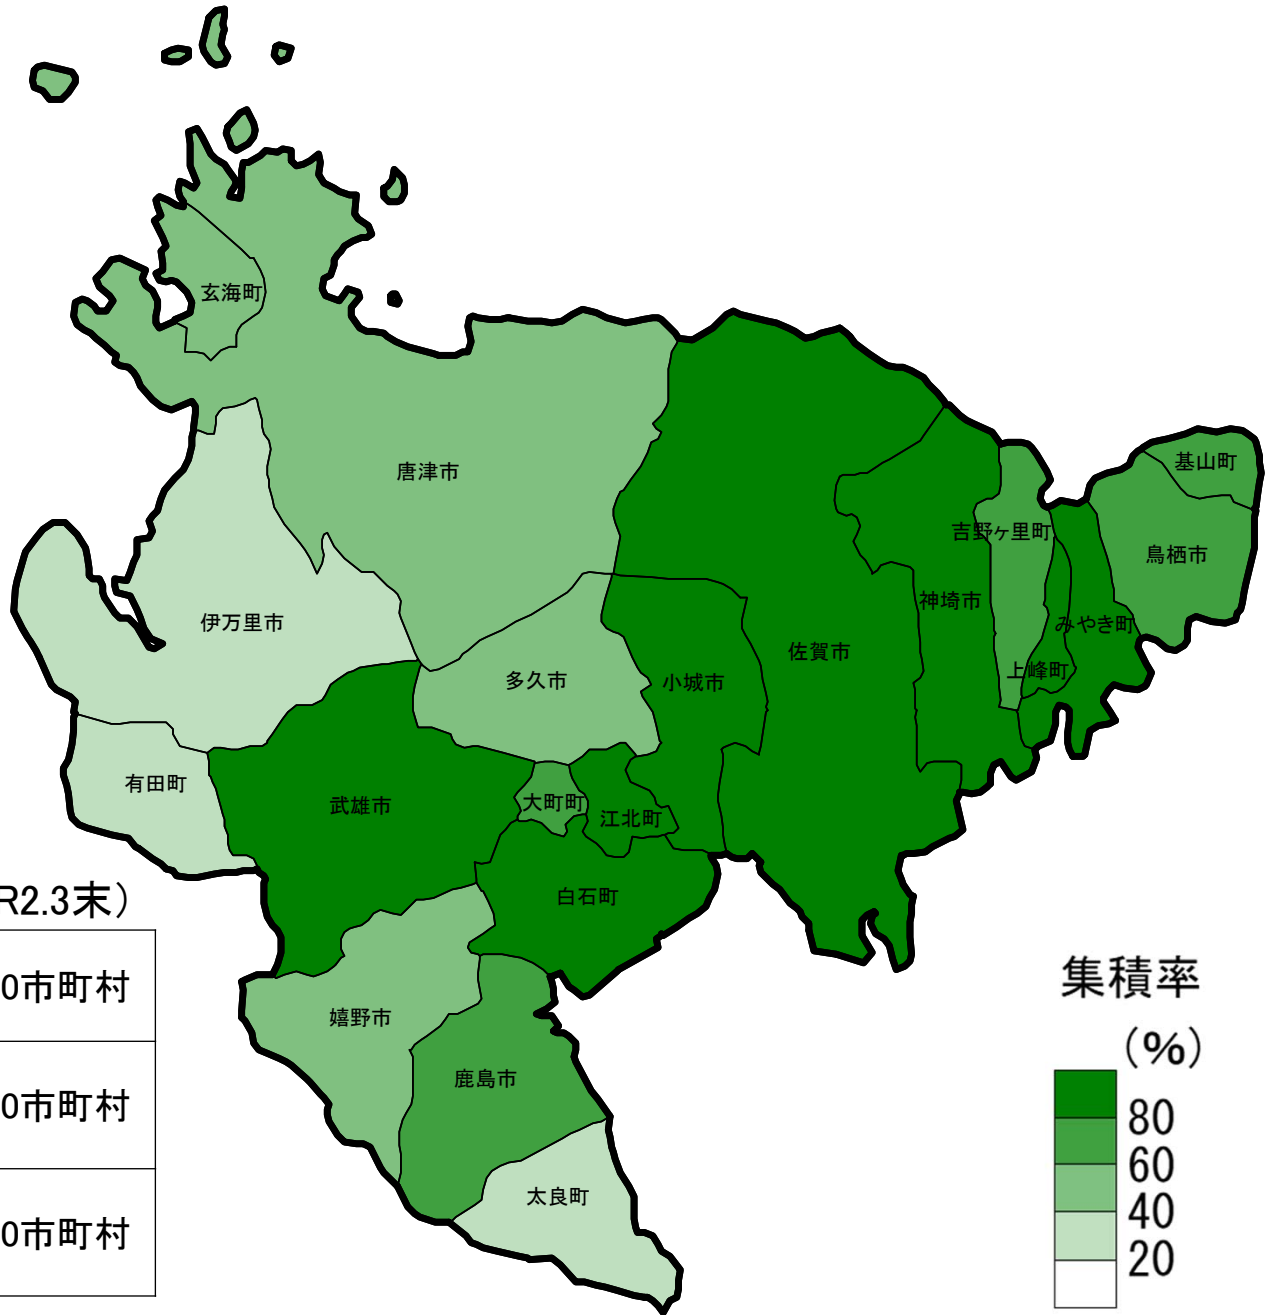 玄海町
唐津市
基山町
吉野ヶ里町
鳥栖市
神埼市
伊万里市
みやき町
佐賀市
上峰町
多久市
小城市
有田町
武雄市
大町町
江北町
白石町
R2.3末）
0市町村
0市町村
0市町村
嬉野市
鹿島市
太良町
集積率
（%）
80
60
40
20